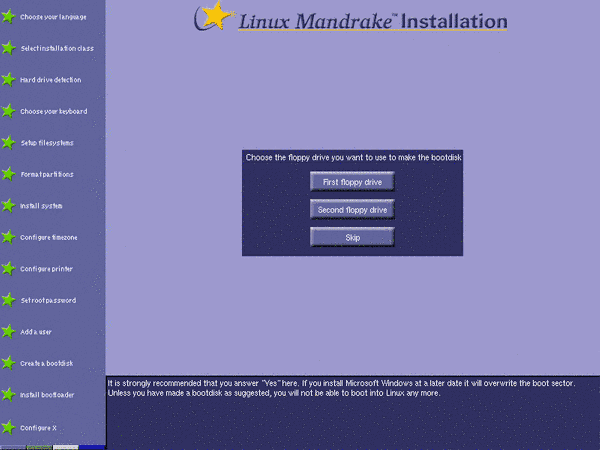 Linux Mandrake™ Installation
Choose your language
Select installation class
Hard drive detection
Choose your keyboard
Setup filesystems
Format partitions
Install system
Configure timezone
Configure printer
Set root password
Add a user
Create a bootdisk
Install bootloader
Configure X
Choose the floppy drive you want to use to make the bootdisk
First floppy drive
Second floppy drive
Skip
It is strongly recommended that you answer "Yes" here. If you install Microsoft Windows at a later date it will overwrite the boot sector.
Unless you have made a bootdisk as suggested, you will not be able to boot into Linux any more.